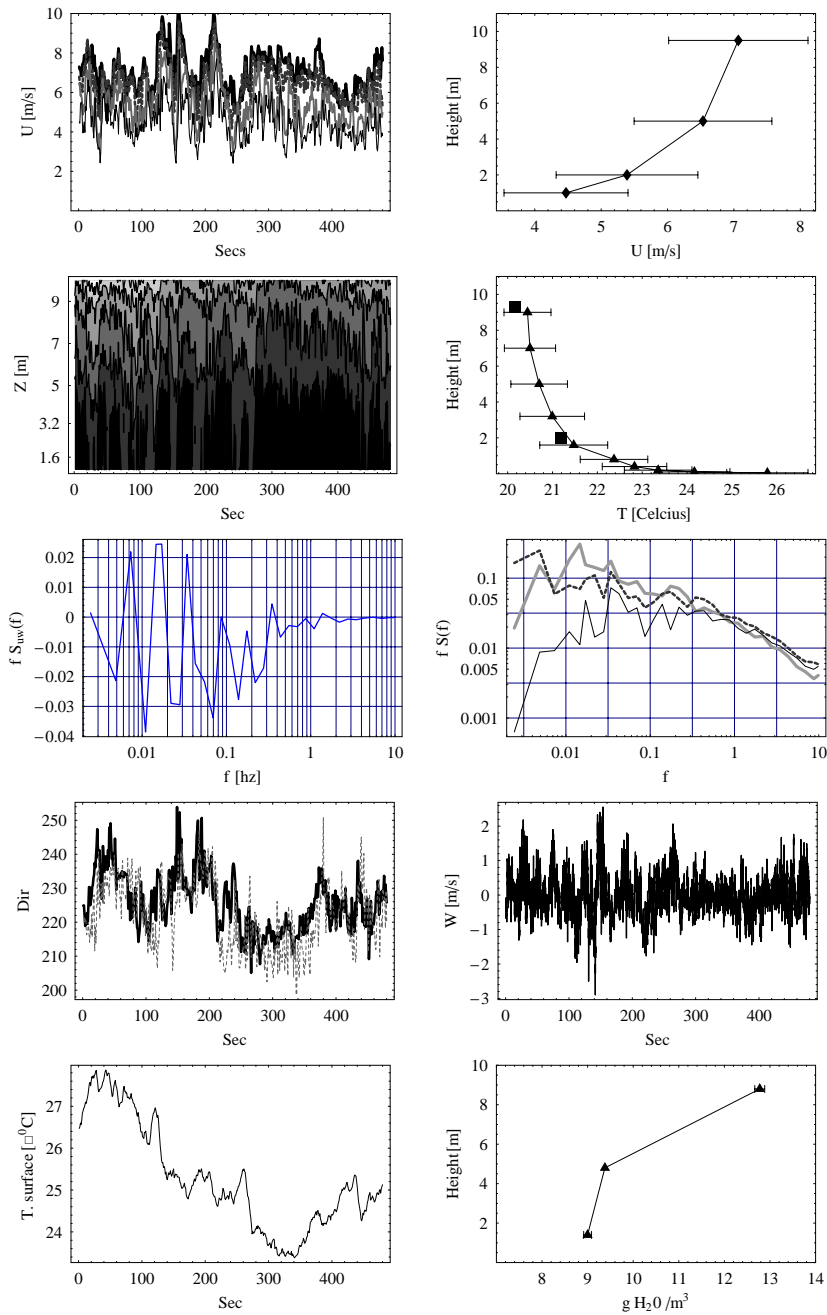 10
8
6
4
2
0 100 200 300 400
U [m/s]
Secs
10
8
6
4
2
4 5 6 7 8
Height [m]
U [m/s]
9
7
5
3.2
1.6
0 100 200 300 400
Z [m]
Sec
10
8
6
4
2
20 21 22 23 24 25 26
Height [m]
T [Celcius]
0.02
0.01
0
−0.01
−0.02
−0.03
−0.04
0.01 0.1 1 10
f Suw(f)
f [hz]
0.1
0.05
0.01
0.005
0.001
0.01 0.1 1 10
f S(f)
f
250
240
230
220
210
200
0 100 200 300 400
Dir
Sec
2
1
0
−1
−2
−3
0 100 200 300 400
W [m/s]
Sec
27
26
25
24
0 100 200 300 400
T. surface [□⁰C]
Sec
10
8
6
4
2
8 9 10 11 12 13 14
Height [m]
g H₂0 /m³